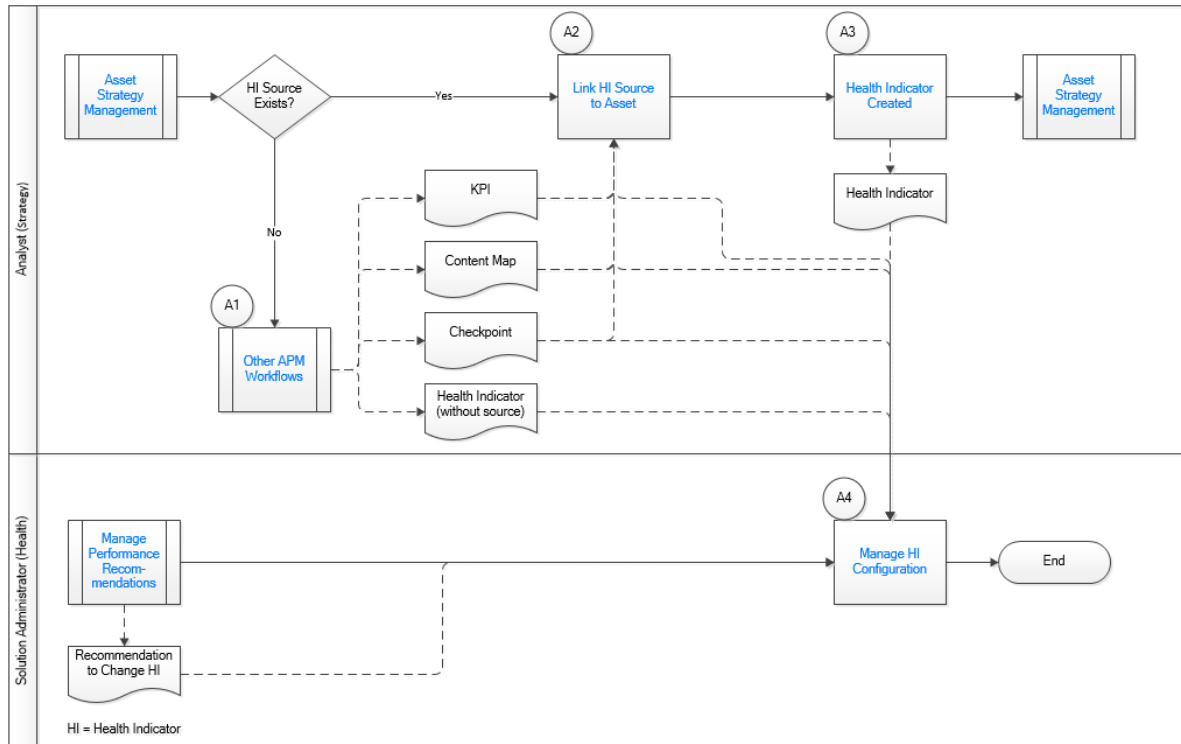 Analyst (Strategy)
A2
A3
Asset
Strategy
Management
HI Source
Exists?
Yes
Link HI Source
to Asset
Health Indicator
Created
Asset
Strategy
Management
KPI
Health Indicator
No
Content Map
A1
Checkpoint
Other APM
Workflows
Health Indicator
(without source)
Solution Administrator (Health)
A4
Manage
Performance
Recom-
mendations
Manage HI
Configuration
End
Recommendation
to Change HI
HI = Health Indicator